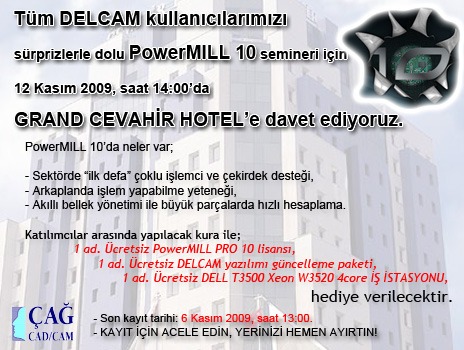 Tüm DELCAM kullanıcılarımızı
sürprizlerle dolu PowerMILL 10 semineri için
12 Kasım 2009, saat 14:00'da
GRAND CEVAHİR HOTEL'e davet ediyoruz.
10
PowerMILL 10'da neler var;
- Sektörde "ilk defa" çoklu işlemci ve çekirdek desteği,
- Arkaplanda işlem yapabilme yeteneği,
- Akıllı bellek yönetimi ile büyük parçalarda hızlı hesaplama.
Katılımcılar arasında yapılacak kura ile;
1 ad. Ücretsiz PowerMILL PRO 10 lisansı,
1 ad. Ücretsiz DELCAM yazılımı güncelleme paketi,
1 ad. Ücretsiz DELL T3500 Xeon W3520 4core İŞ İSTASYONU,
hediye verilecektir.
ÇAĞ
CAD/CAM
- Son kayıt tarihi: 6 Kasım 2009, saat 13:00.
- KAYIT İÇİN ACELE EDİN, YERİNİZİ HEMEN AYIRTIN!